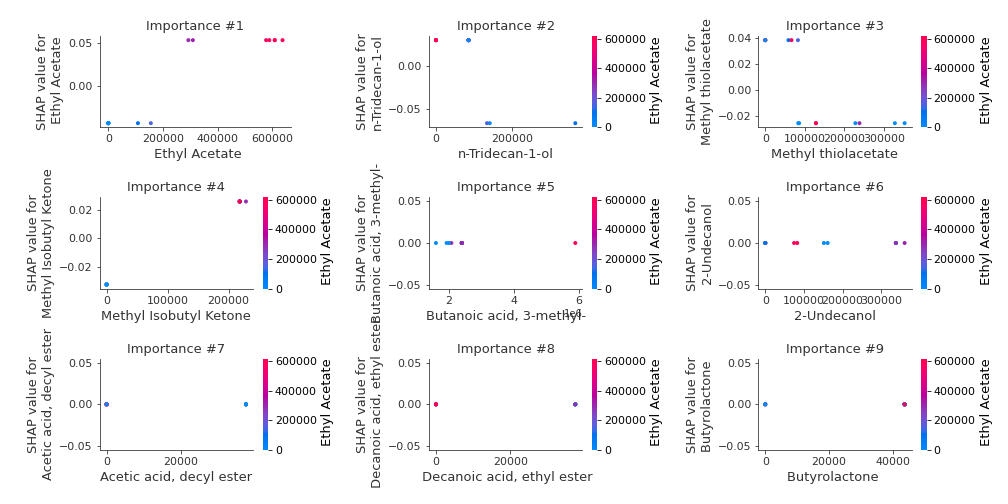 Importance #1
SHAP value for
Ethyl Acetate
0.05
0.00
0
200000
400000
600000
Ethyl Acetate
Importance #2
SHAP value for
n-Tridecan-1-ol
0.00
−0.05
0
200000
n-Tridecan-1-ol
600000
400000
200000
0
Ethyl Acetate
Importance #3
SHAP value for
Methyl thiolacetate
0.04
0.02
0.00
−0.02
0
100000
200000
300000
Methyl thiolacetate
600000
400000
200000
0
Ethyl Acetate
Importance #4
SHAP value for
Methyl Isobutyl Ketone
0.02
0.00
−0.02
0
100000
200000
Methyl Isobutyl Ketone
600000
400000
200000
0
Ethyl Acetate
Importance #5
SHAP value for
Butanoic acid, 3-methyl-
0.05
0.00
−0.05
2
4
6
1e6
Butanoic acid, 3-methyl-
600000
400000
200000
0
Ethyl Acetate
Importance #6
SHAP value for
2-Undecanol
0.05
0.00
−0.05
0
100000
200000
300000
2-Undecanol
600000
400000
200000
0
Ethyl Acetate
Importance #7
SHAP value for
Acetic acid, decyl ester
0.05
0.00
−0.05
0
20000
Acetic acid, decyl ester
600000
400000
200000
0
Ethyl Acetate
Importance #8
SHAP value for
Decanoic acid, ethyl ester
0.05
0.00
−0.05
0
20000
Decanoic acid, ethyl ester
600000
400000
200000
0
Ethyl Acetate
Importance #9
SHAP value for
Butyrolactone
0.05
0.00
−0.05
0
20000
40000
Butyrolactone
600000
400000
200000
0
Ethyl Acetate